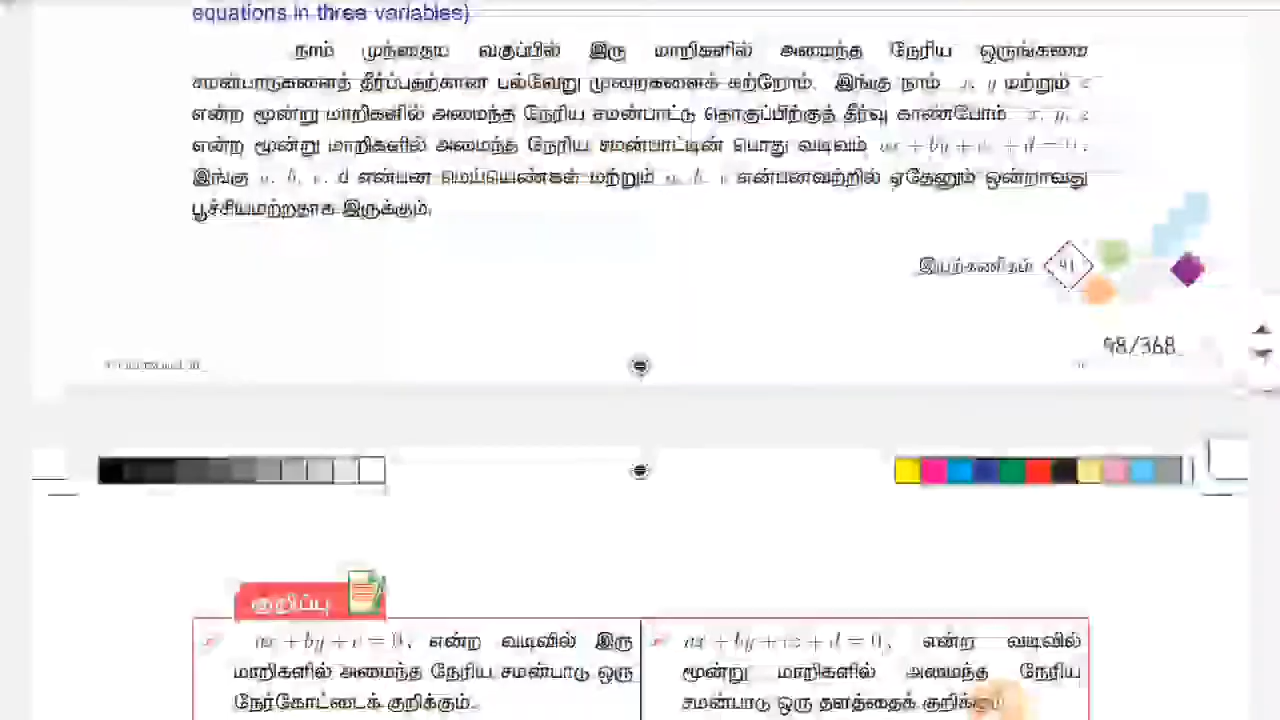 equations in three variables)
நாம் முந்தைய வகுப்பில் இரு மாறிகளில் அமைந்த நேரிய ஒருங்கமை
சமன்பாடுகளைத் தீர்ப்பதற்கான பல்வேறு முறைகளைக் கற்றோம். இங்கு நாம் x, y மற்றும் z
என்ற மூன்று மாறிகளில் அமைந்த நேரிய சமன்பாட்டு தொகுப்பிற்குத் தீர்வு காண்போம். x, y, z
என்ற மூன்று மாறிகளில் அமைந்த நேரிய சமன்பாட்டின் பொது வடிவம் ax + by + cz + d = 0.
இங்கு a, b, c, d என்பன மெய்யெண்கள் மற்றும் a, b, c என்பனவற்றில் ஏதேனும் ஒன்றாவது
பூச்சியமற்றதாக இருக்கும்.
இயற்கணிதம் 91
98/368
குறிப்பு
ax + by + c = 0, என்ற வடிவில் இரு
மாறிகளில் அமைந்த நேரிய சமன்பாடு ஒரு
நேர்கோட்டைக் குறிக்கும்.
ax + by + cz + d = 0, என்ற வடிவில்
மூன்று மாறிகளில் அமைந்த நேரிய
சமன்பாடு ஒரு தளத்தைக் குறிக்கும்